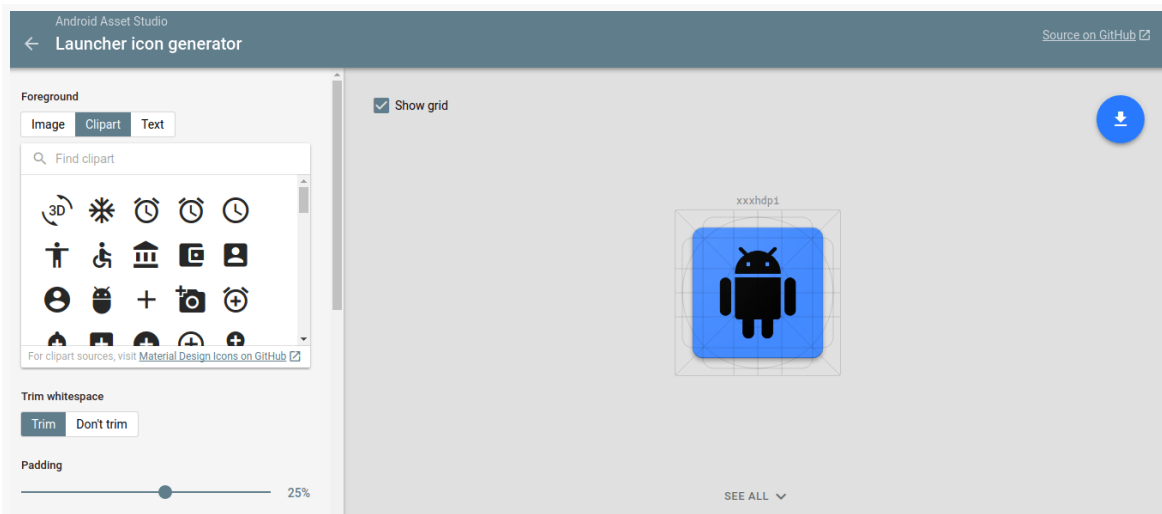 Android Asset Studio
Launcher icon generator
Source on GitHub
Foreground
Image Clipart Text
Find clipart
3D
For clipart sources, visit Material Design Icons on GitHub
Trim whitespace
Trim Don't trim
Padding
25%
Show grid
xxxhdpi
SEE ALL